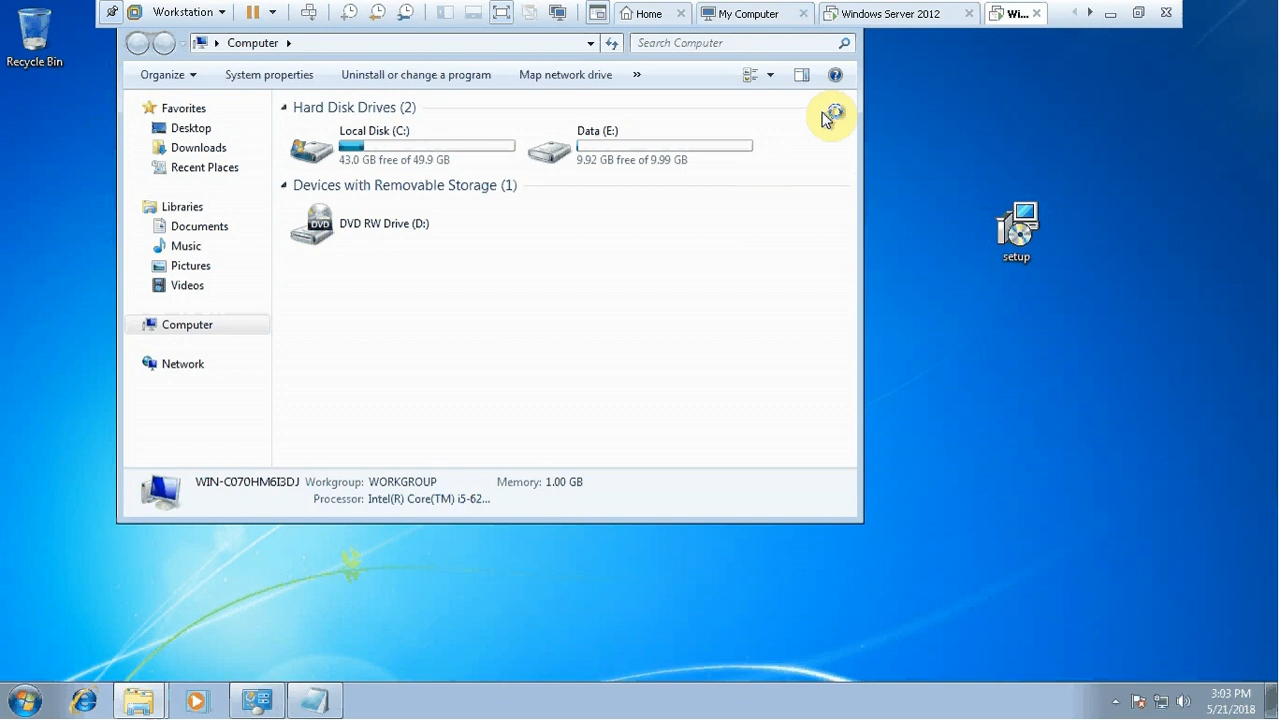 Workstation
Home
My Computer
Windows Server 2012
Wi...
Recycle Bin
Computer
Search Computer
Organize
System properties
Uninstall or change a program
Map network drive
»
Favorites
Desktop
Downloads
Recent Places
Libraries
Documents
Music
Pictures
Videos
Computer
Network
Hard Disk Drives (2)
Local Disk (C:)
43.0 GB free of 49.9 GB
Data (E:)
9.92 GB free of 9.99 GB
Devices with Removable Storage (1)
DVD
DVD RW Drive (D:)
setup
WIN-C070HM6I3DJ Workgroup: WORKGROUP Memory: 1.00 GB
Processor: Intel(R) Core(TM) i5-62...
3:03 PM
5/21/2018